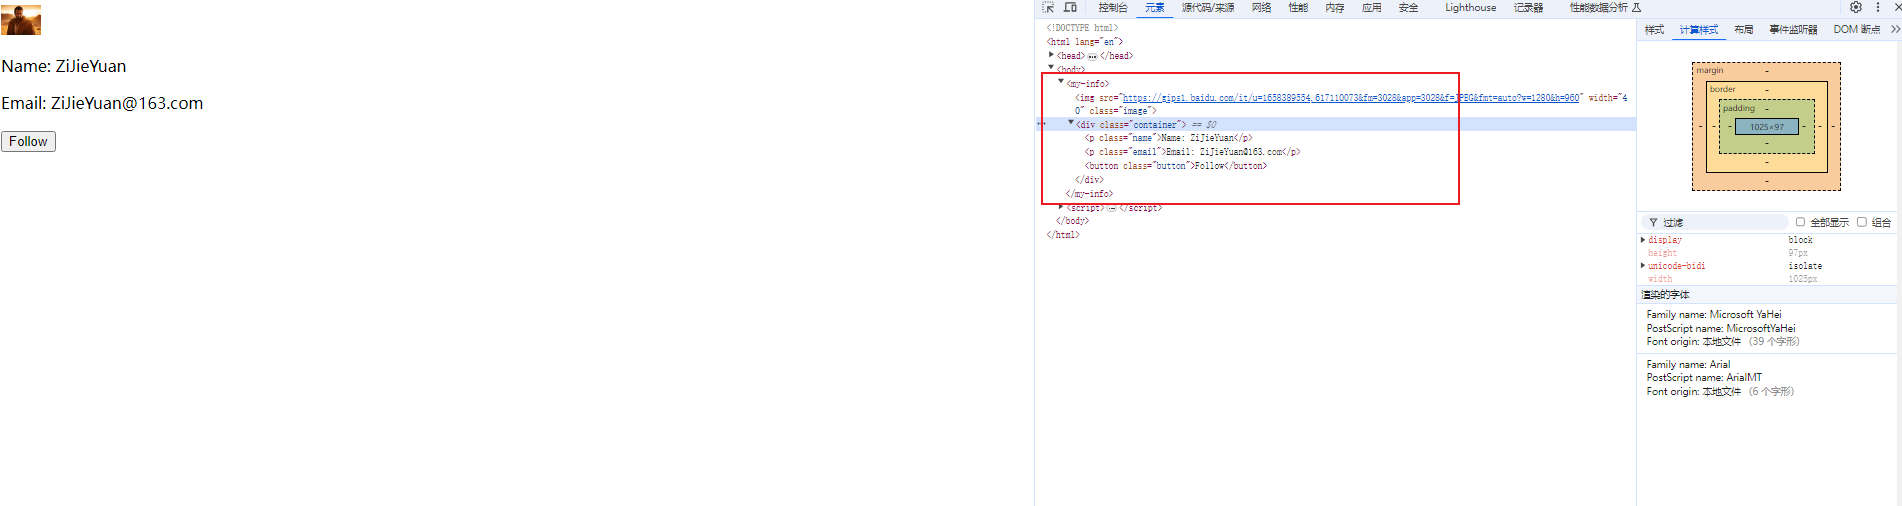 Name: ZiJieYuan
Email: ZiJieYuan@163.com
Follow
控制台 元素 源代码/来源 网络 性能 内存 应用 安全 Lighthouse 记录器 性能数据分析
<!DOCTYPE html>
<html lang="en">
<head> … </head>
<body>
<my-info>
<img src="https://gips1.baidu.com/it/u=1658389554,617110073&fm=3028&app=3028&f=JPEG&fmt=auto?w=1280&h=960" width="4
0" class="image">
<div class="container"> == $0
<p class="name">Name: ZiJieYuan</p>
<p class="email">Email: ZiJieYuan@163.com</p>
<button class="button">Follow</button>
</div>
</my-info>
<script> … </script>
</body>
</html>
样式 计算样式 布局 事件监听器 DOM 断点
margin -
border -
padding -
- - - 1025×97 - - -
-
-
-
过滤 全部显示 组合
display block
height 97px
unicode-bidi isolate
width 1025px
渲染的字体
Family name: Microsoft YaHei
PostScript name: MicrosoftYaHei
Font origin: 本地文件 (39 个字形)
Family name: Arial
PostScript name: ArialMT
Font origin: 本地文件 (6 个字形)